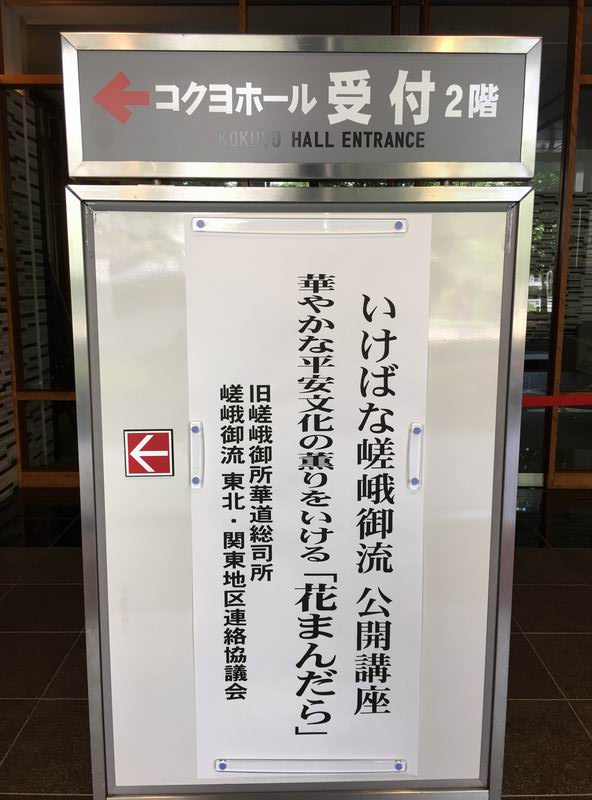 コクヨホール 受付 2階
KOKUYO HALL ENTRANCE
いけばな嵯峨御流 公開講座
華やかな平安文化の薫りをいける「花まんだら」
旧嵯峨御所華道総司所
嵯峨御流 東北・関東地区連絡協議会